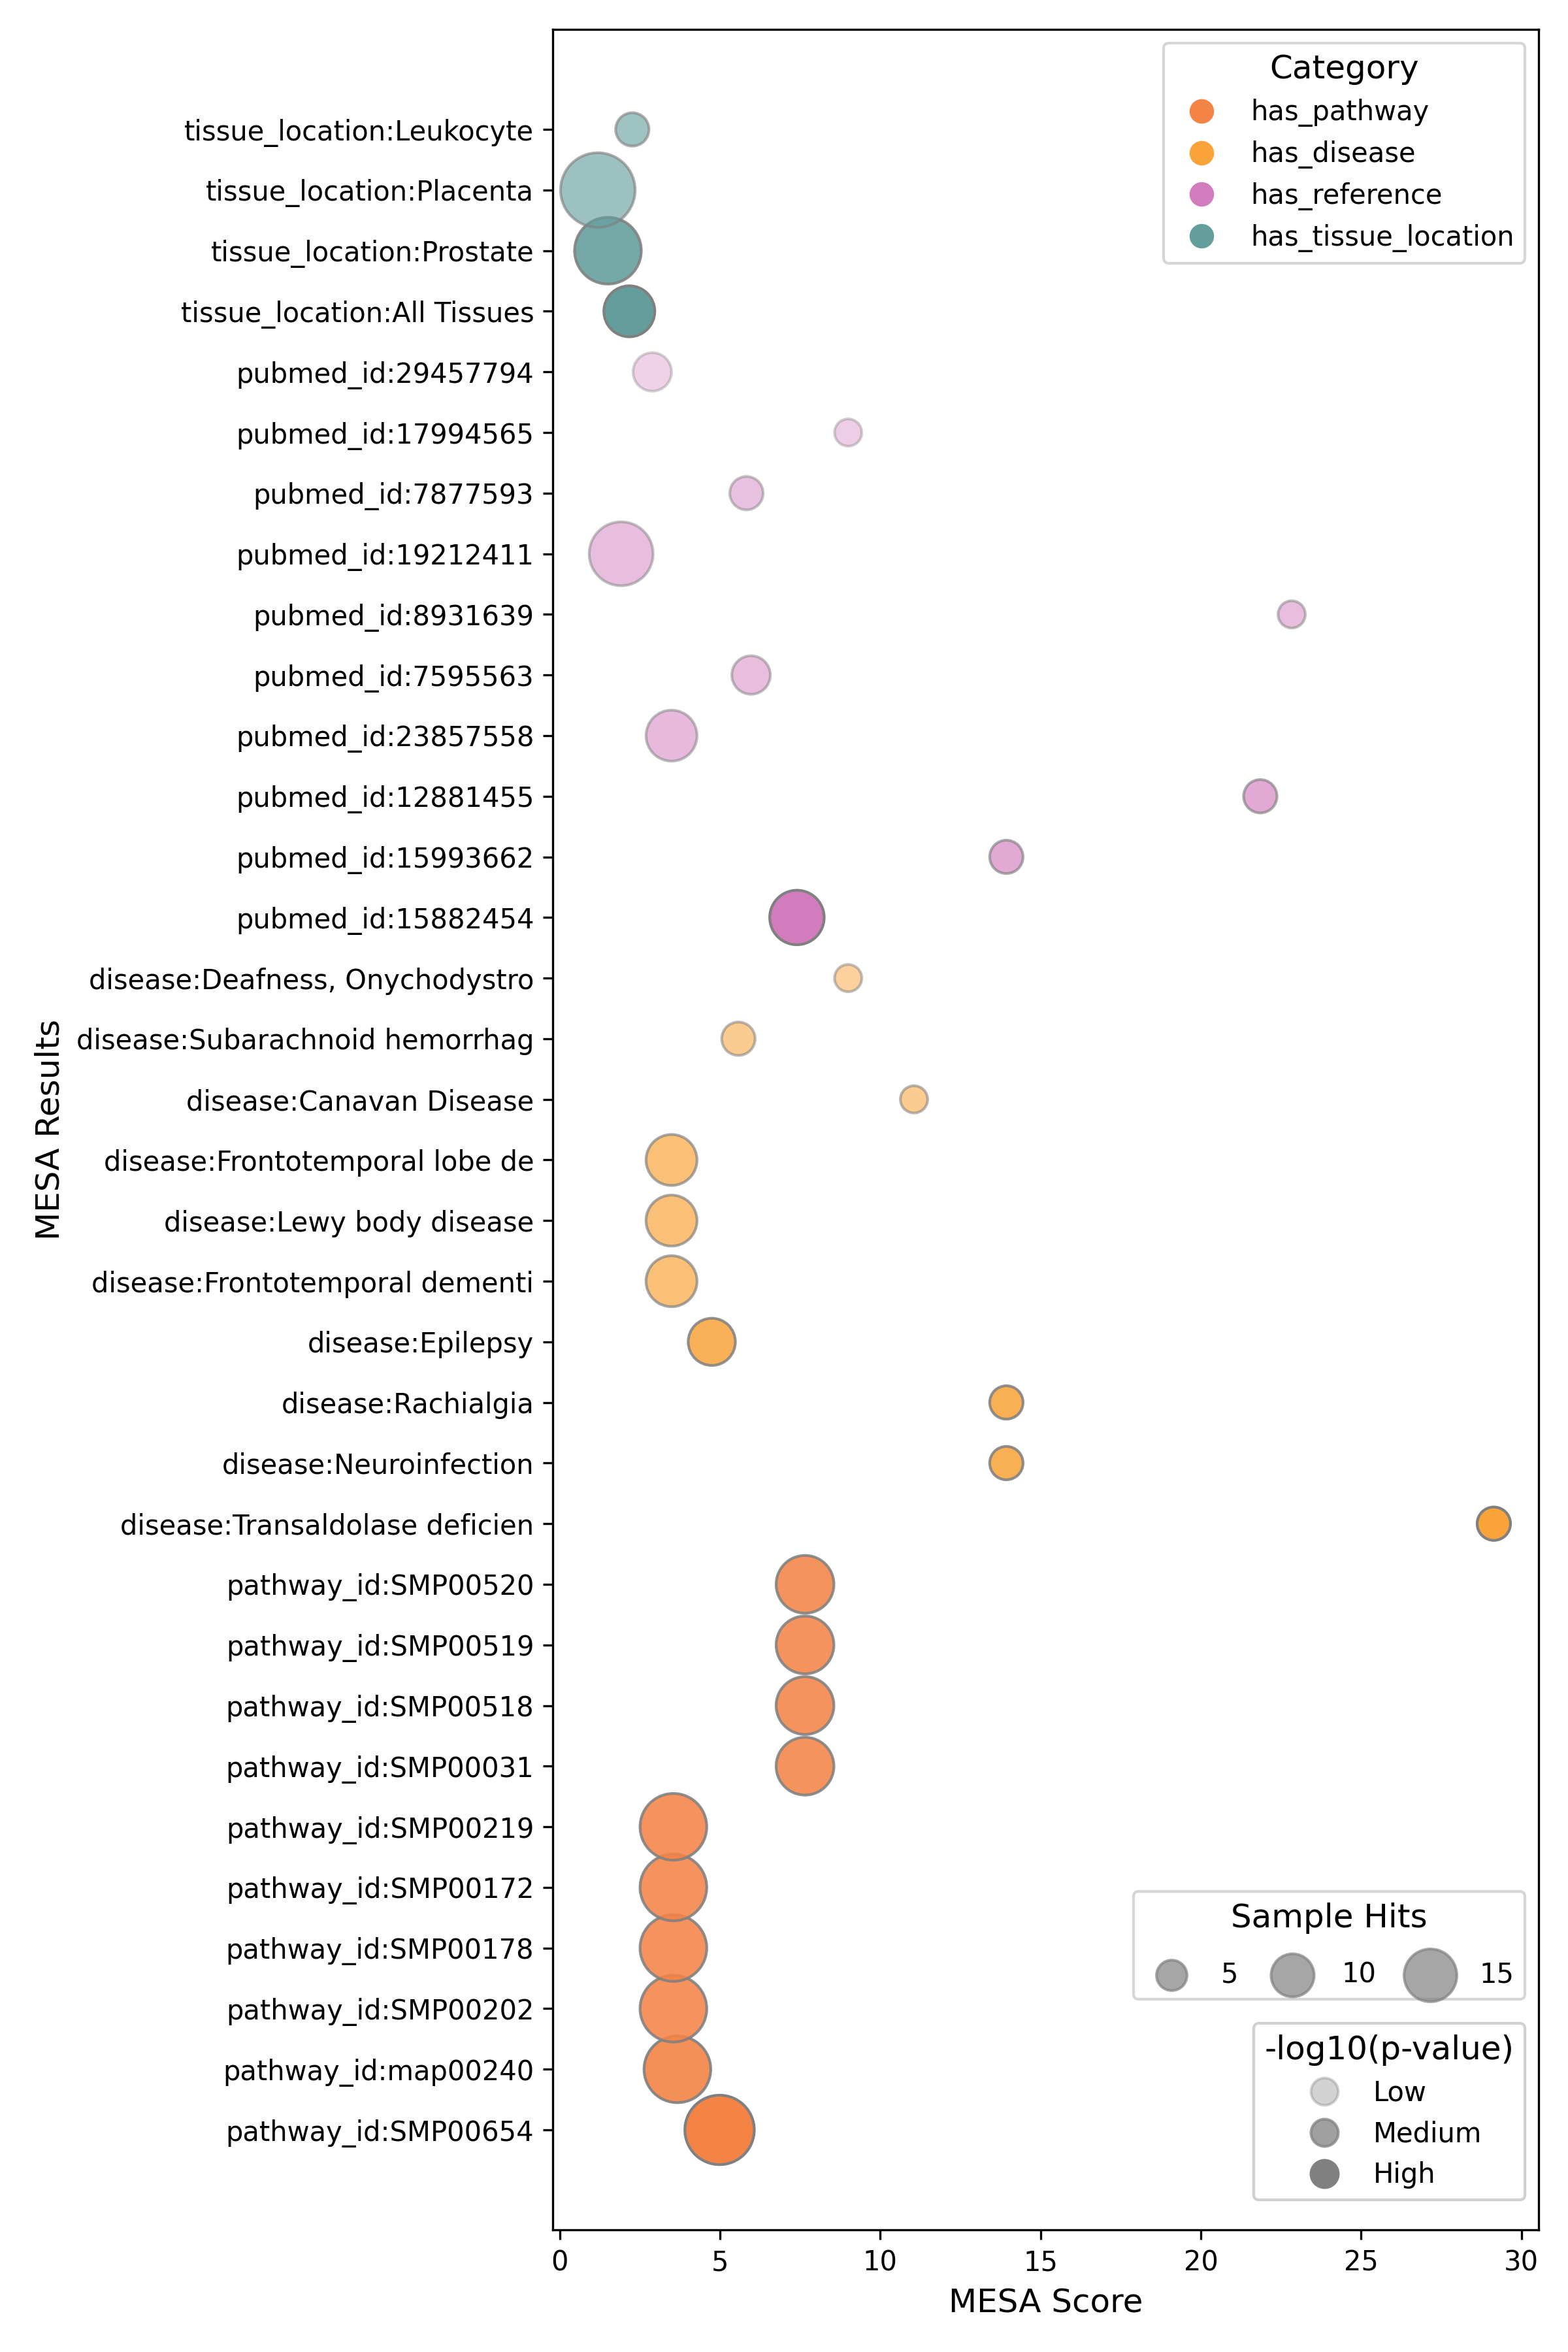 Category
has_pathway
has_disease
has_reference
has_tissue_location
tissue_location:Leukocyte
tissue_location:Placenta
tissue_location:Prostate
tissue_location:All Tissues
pubmed_id:29457794
pubmed_id:17994565
pubmed_id:7877593
pubmed_id:19212411
pubmed_id:8931639
pubmed_id:7595563
pubmed_id:23857558
pubmed_id:12881455
pubmed_id:15993662
pubmed_id:15882454
disease:Deafness, Onychodystro
disease:Subarachnoid hemorrhag
disease:Canavan Disease
disease:Frontotemporal lobe de
disease:Lewy body disease
disease:Frontotemporal dementi
disease:Epilepsy
disease:Rachialgia
disease:Neuroinfection
disease:Transaldolase deficien
pathway_id:SMP00520
pathway_id:SMP00519
pathway_id:SMP00518
pathway_id:SMP00031
pathway_id:SMP00219
pathway_id:SMP00172
pathway_id:SMP00178
pathway_id:SMP00202
pathway_id:map00240
pathway_id:SMP00654
MESA Results
Sample Hits
5 10 15
-log10(p-value)
Low
Medium
High
0 5 10 15 20 25 30
MESA Score